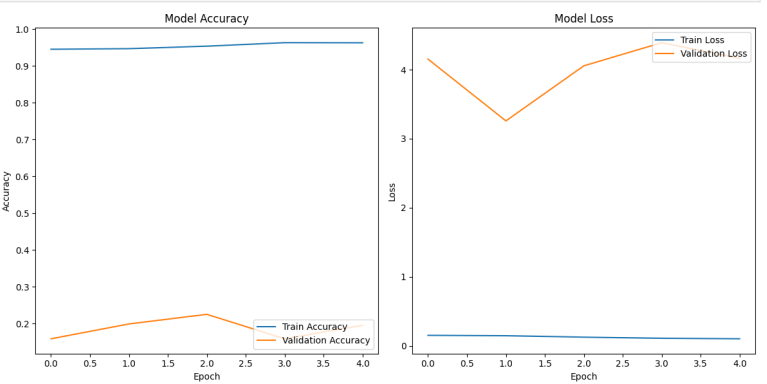 Model Accuracy
1.0
0.9
0.8
0.7
0.6
0.5
0.4
0.3
0.2
Accuracy
Train Accuracy
Validation Accuracy
0.0 0.5 1.0 1.5 2.0 2.5 3.0 3.5 4.0
Epoch
Model Loss
4
3
2
1
0
Loss
Train Loss
Validation Loss
0.0 0.5 1.0 1.5 2.0 2.5 3.0 3.5 4.0
Epoch